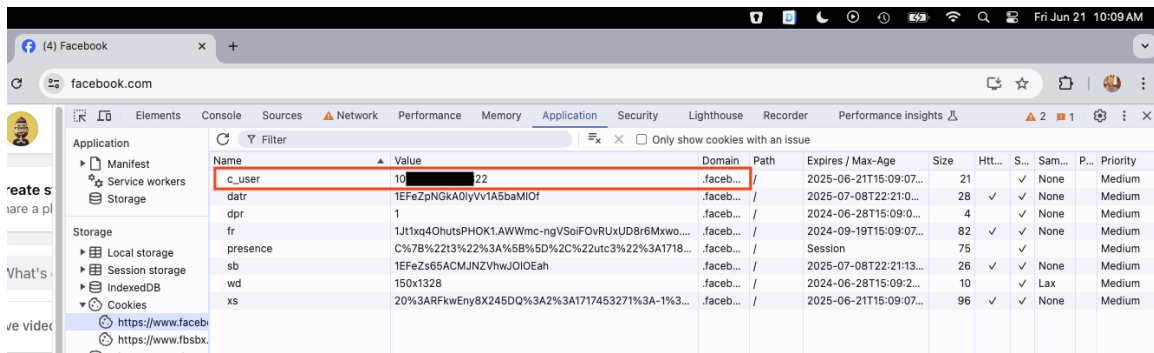 Fri Jun 21 10:09 AM
(4) Facebook
facebook.com
Elements Console Sources Network Performance Memory Application Security Lighthouse Recorder Performance insights 2 1
Application
Filter
Only show cookies with an issue
Manifest
Service workers
Storage
Storage
Local storage
Session storage
IndexedDB
Cookies
https://www.faceb
https://www.fbsbx.
Name Value Domain Path Expires / Max-Age Size Htt... S... Sam... P... Priority
c_user 10 22 .faceb... / 2025-06-21T15:09:07... 21 ✓ None Medium
datr 1EFeZpNGkA0lyVv1A5baMIOf .faceb... / 2025-07-08T22:21:0... 28 ✓ ✓ None Medium
dpr 1 .faceb... / 2024-06-28T15:09:0... 4 ✓ None Medium
fr 1Jt1xq4OhutsPHOK1.AWWmc-ngVSoiFOvRUxUD8r6Mxwo.... .faceb... / 2024-09-19T15:09:07... 82 ✓ ✓ None Medium
presence C%7B%22t3%22%3A%5B%5D%2C%22utc3%22%3A1718... .faceb... / Session 75 ✓ Medium
sb 1EFeZs65ACMJNZVhwJOIOEah .faceb... / 2025-07-08T22:21:13... 26 ✓ ✓ None Medium
wd 150x1328 .faceb... / 2024-06-28T15:09:2... 10 ✓ Lax Medium
xs 20%3ARFkwEny8X245DQ%3A2%3A1717453271%3A-1%3... .faceb... / 2025-06-21T15:09:07... 96 ✓ ✓ None Medium
reate s
hare a pl
What's
ve video